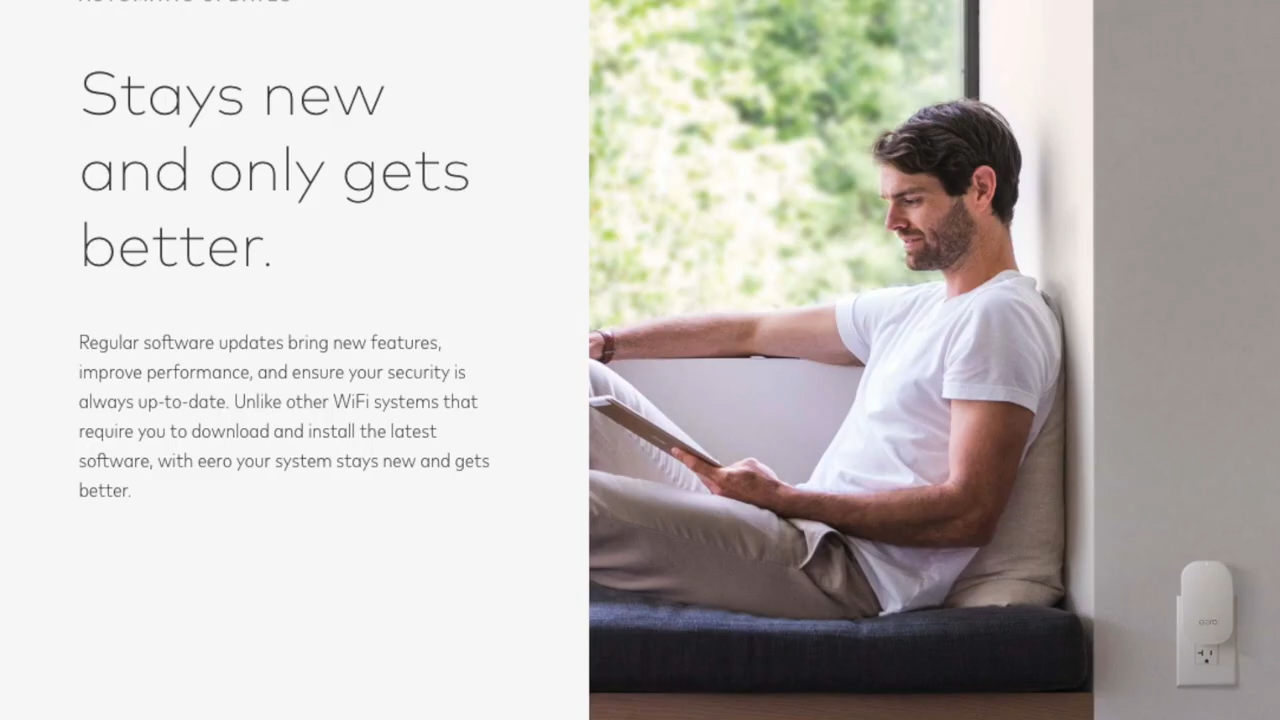 Stays new
and only gets
better.
Regular software updates bring new features,
improve performance, and ensure your security is
always up-to-date. Unlike other WiFi systems that
require you to download and install the latest
software, with eero your system stays new and gets
better.
eero